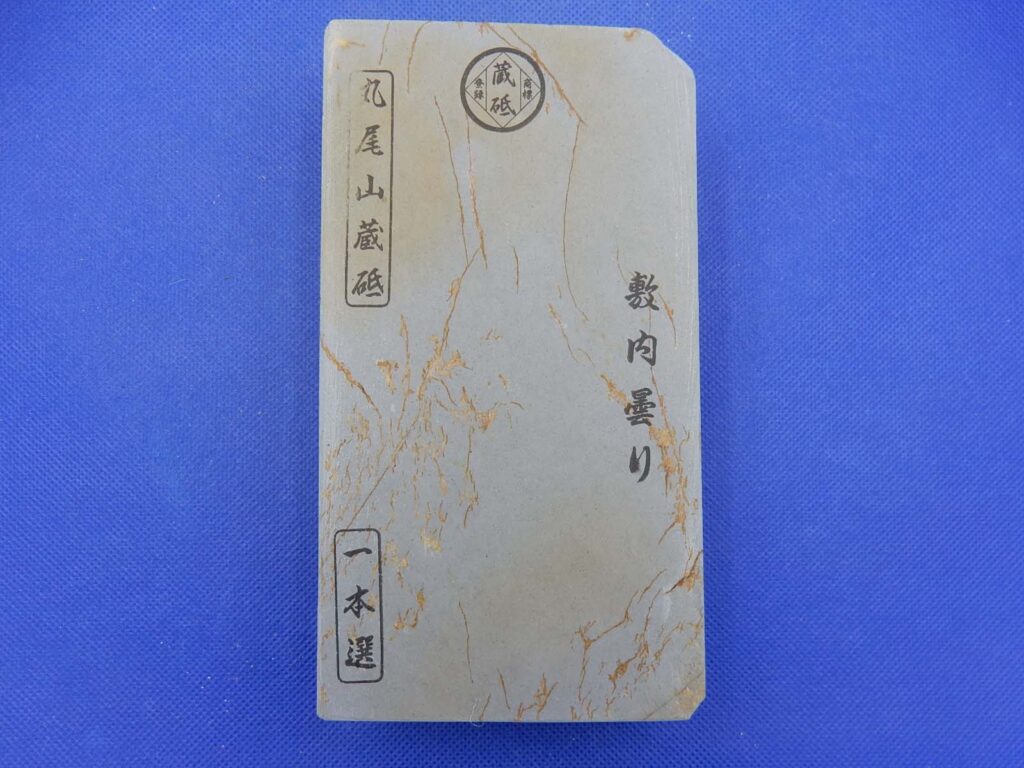 蔵砥
登録
商標
丸尾山蔵砥
敷内曇り
一本選